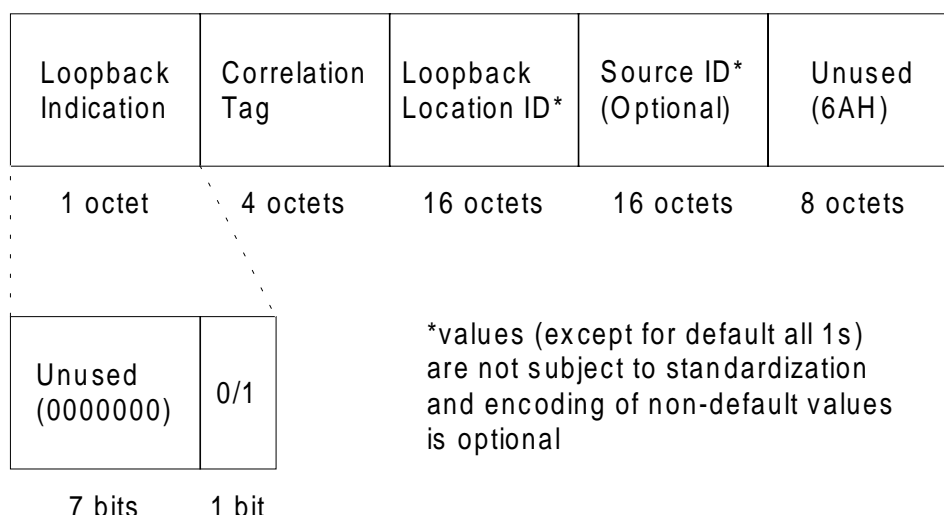 Loopback Indication
Correlation Tag
Loopback Location ID*
Source ID* (Optional)
Unused (6AH)
1 octet
4 octets
16 octets
16 octets
8 octets
Unused (0000000)
0/1
*values (except for default all 1s)
are not subject to standardization
and encoding of non-default values
is optional
7 bits
1 bit